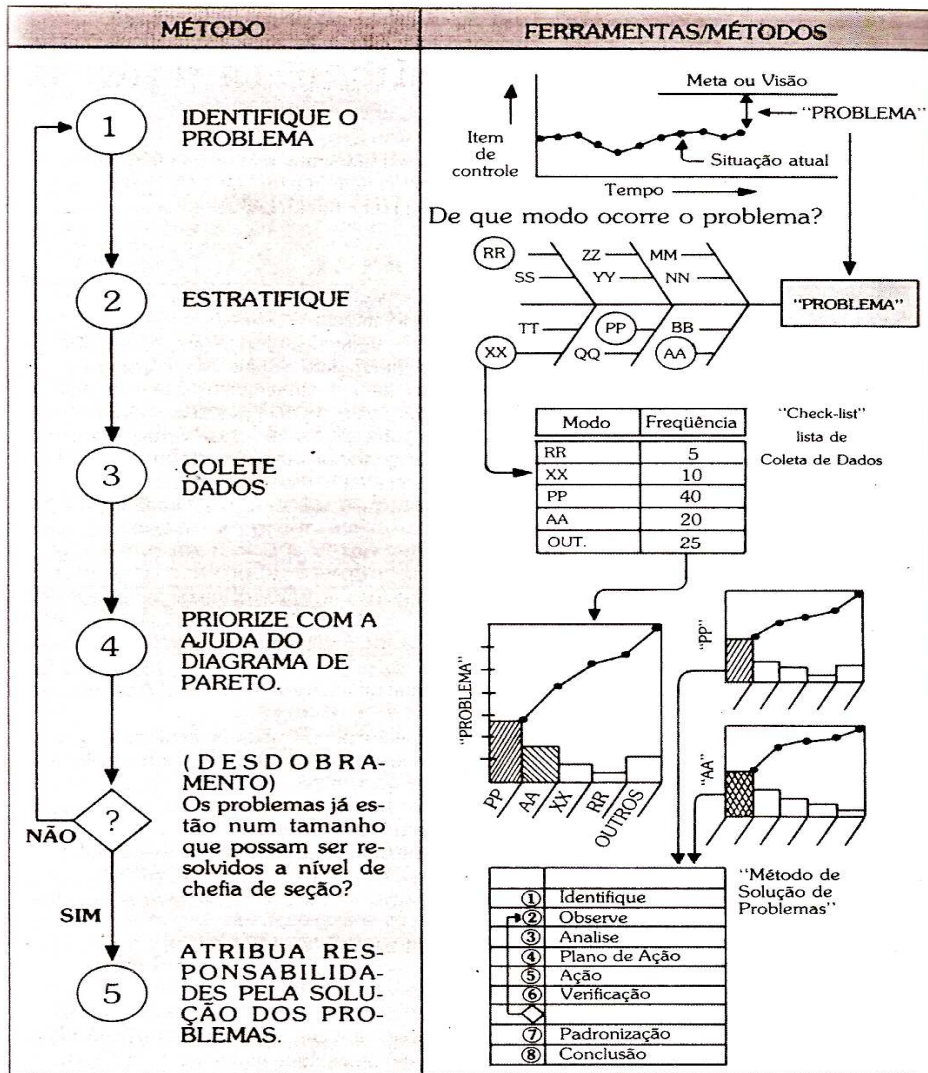 MÉTODO
FERRAMENTAS/MÉTODOS
1
IDENTIFIQUE O
PROBLEMA
2
ESTRATIFIQUE
3
COLETE
DADOS
4
PRIORIZE COM A
AJUDA DO
DIAGRAMA DE
PARETO.
?
NÃO
SIM
(DESDOBRA-
MENTO)
Os problemas já es-
tão num tamanho
que possam ser re-
solvidos a nível de
chefia de seção?
5
ATRIBUA RES-
PONSABILIDA-
DES PELA SOLU-
ÇÃO DOS PRO-
BLEMAS.
Meta ou Visão
"PROBLEMA"
Item
de
controle
Situação atual
Tempo
De que modo ocorre o problema?
RR ZZ MM
SS YY NN
"PROBLEMA"
TT PP BB
XX QQ AA
Modo Freqüência
RR 5
XX 10
PP 40
AA 20
OUT. 25
"Check-list"
lista de
Coleta de Dados
"PROBLEMA"
PP AA XX RR OUTROS
"PP"
"AA"
"Método de
Solução de
Problemas"
1 Identifique
2 Observe
3 Analise
4 Plano de Ação
5 Ação
6 Verificação
7 Padronização
8 Conclusão